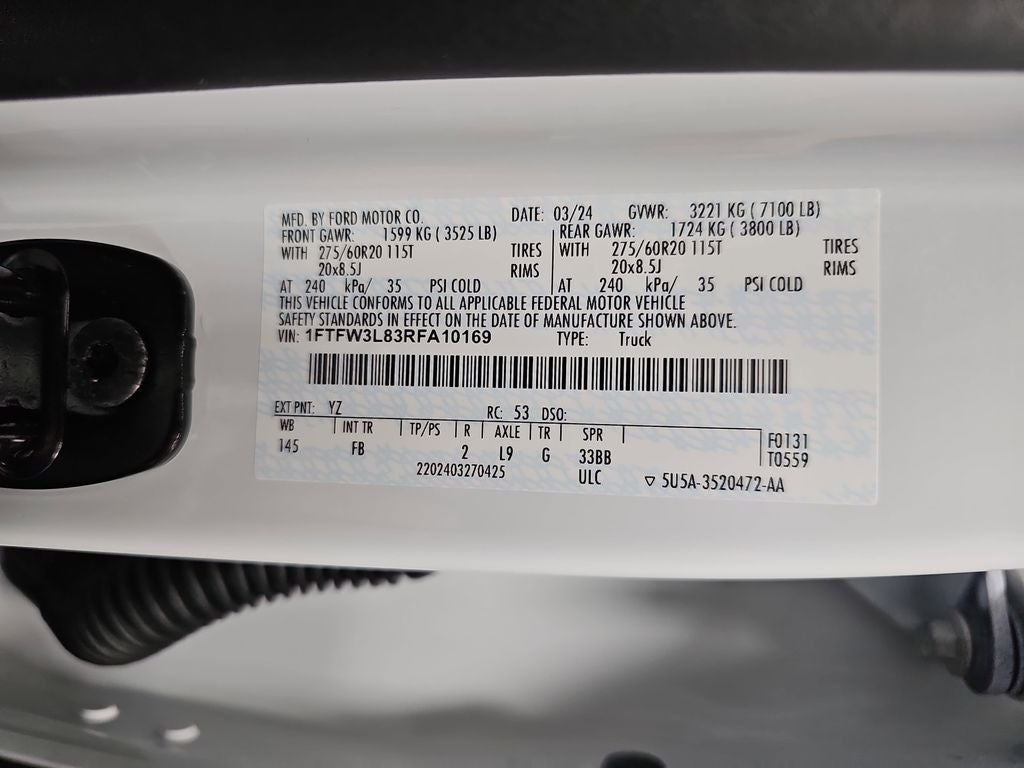 MFD. BY FORD MOTOR CO. DATE: 03/24 GVWR: 3221 KG ( 7100 LB)
FRONT GAWR: 1599 KG ( 3525 LB) REAR GAWR: 1724 KG ( 3800 LB)
WITH 275/60R20 115T TIRES WITH 275/60R20 115T TIRES
20x8.5J RIMS 20x8.5J RIMS
AT 240 kPa/ 35 PSI COLD AT 240 kPa/ 35 PSI COLD
THIS VEHICLE CONFORMS TO ALL APPLICABLE FEDERAL MOTOR VEHICLE
SAFETY STANDARDS IN EFFECT ON THE DATE OF MANUFACTURE SHOWN ABOVE.
VIN: 1FTFW3L83RFA10169 TYPE: Truck
EXT PNT: YZ RC: 53 DSO:
WB INT TR TP/PS R AXLE TR SPR F0131
145 FB 2 L9 G 33BB T0559
2202403270425 ULC ▽ 5U5A-3520472-AA